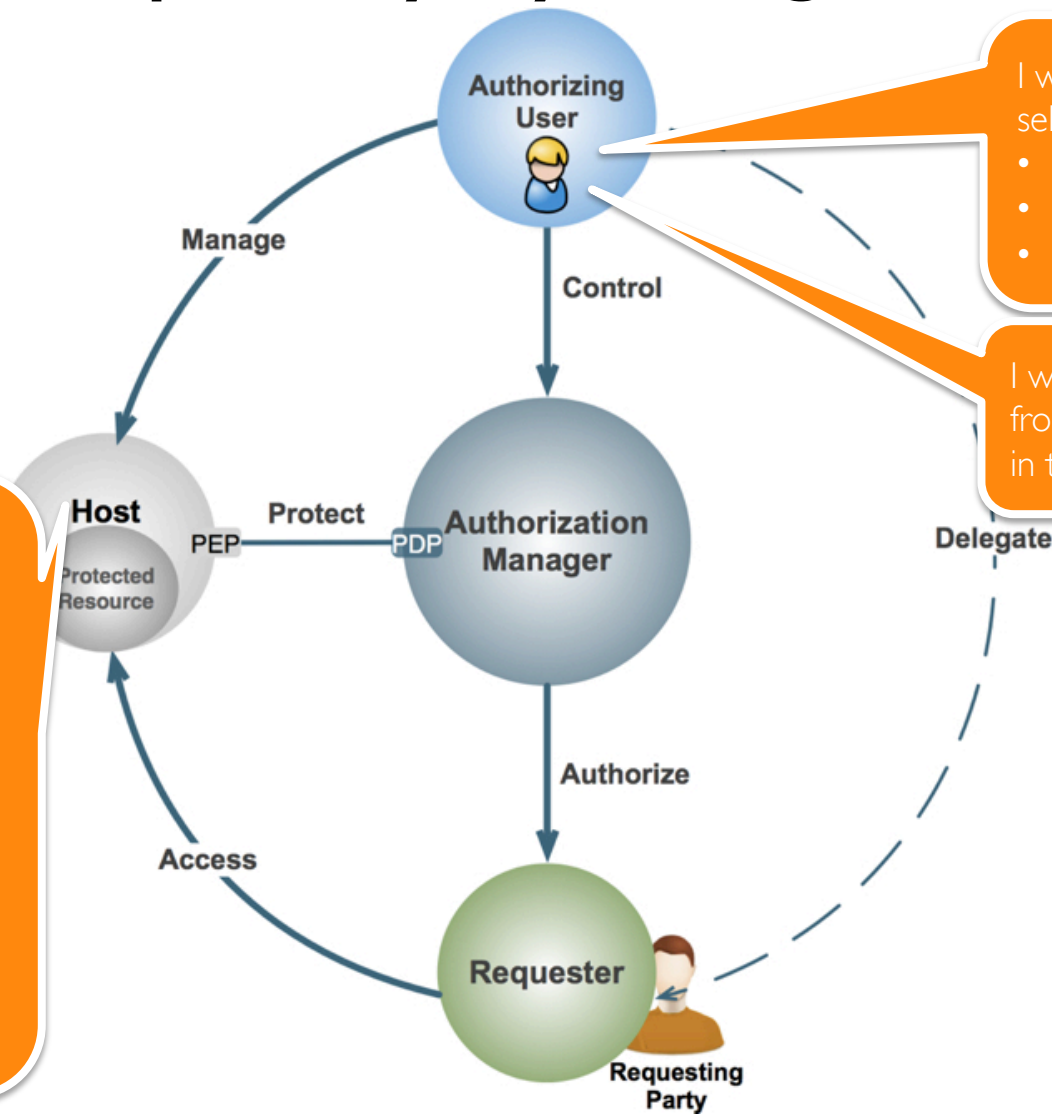 Authorizing
User
I w
sel
•
•
•
Manage
Control
I w
fro
in t
Host
Protected
Resource
PEP
Protect
PDP
Authorization
Manager
Delegate
Authorize
Access
Requester
Requesting
Party